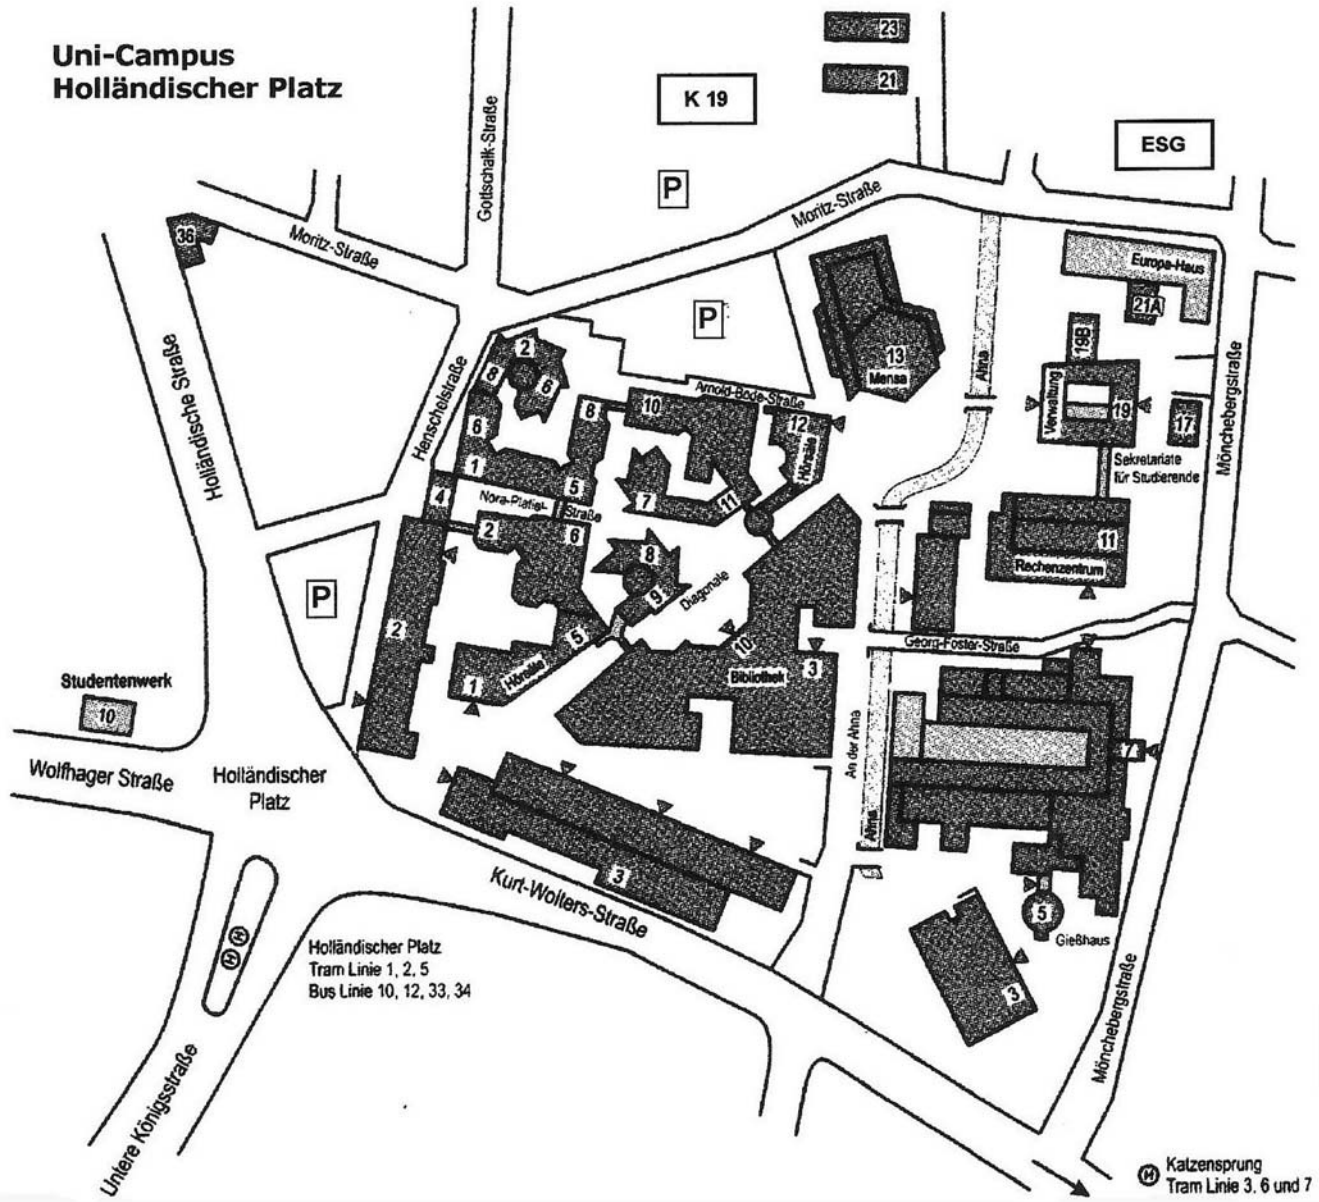 Uni-Campus
Holländischer Platz
23
21
K 19
ESG
P
Gottschalk-Straße
Moritz-Straße
36
Moritz-Straße
Europa-Haus
21A
P
Ahna
19B
Holländische Straße
Henschelstraße
2
8
6
13
Mensa
Verwaltung
19
17
Mönchebergstraße
Arnold-Bode-Straße
8
10
12
Hörsäle
6
1
5
Sekretariate
für Studierende
4
Nora-Platiel-
Straße
7
11
2
6
8
9
Diagonale
11
Rechenzentrum
P
2
5
Hörsäle
1
10
Bibliothek
3
Georg-Foster-Straße
Studentenwerk
10
Wolfhager Straße
Holländischer
Platz
An der Ahna
Ahna
7
3
Kurt-Wolters-Straße
5
Gießhaus
3
H
H
Holländischer Platz
Tram Linie 1, 2, 5
Bus Linie 10, 12, 33, 34
Untere Königsstraße
Mönchebergstraße
H
Katzensprung
Tram Linie 3, 6 und 7